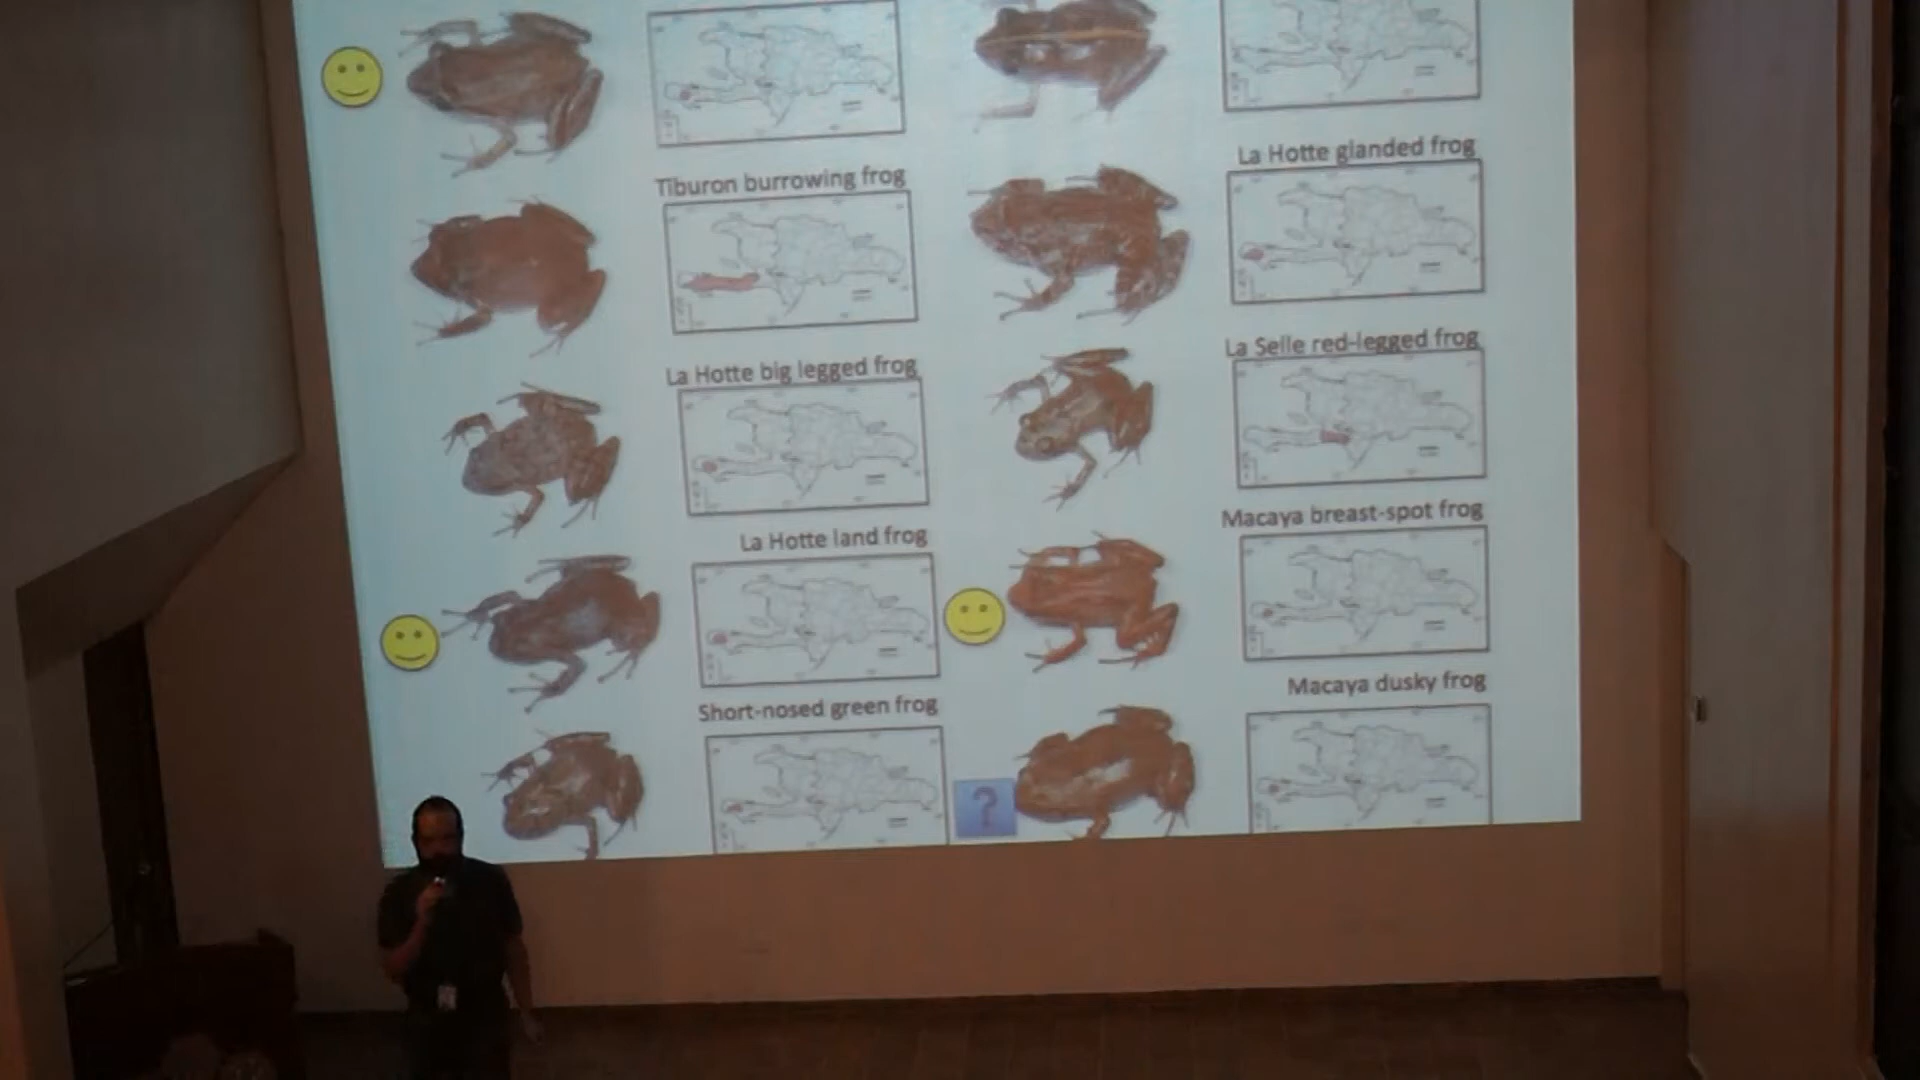 Tiburon burrowing frog
La Hotte big legged frog
La Hotte land frog
Short-nosed green frog
La Hotte glanded frog
La Selle red-legged frog
Macaya breast-spot frog
Macaya dusky frog
?